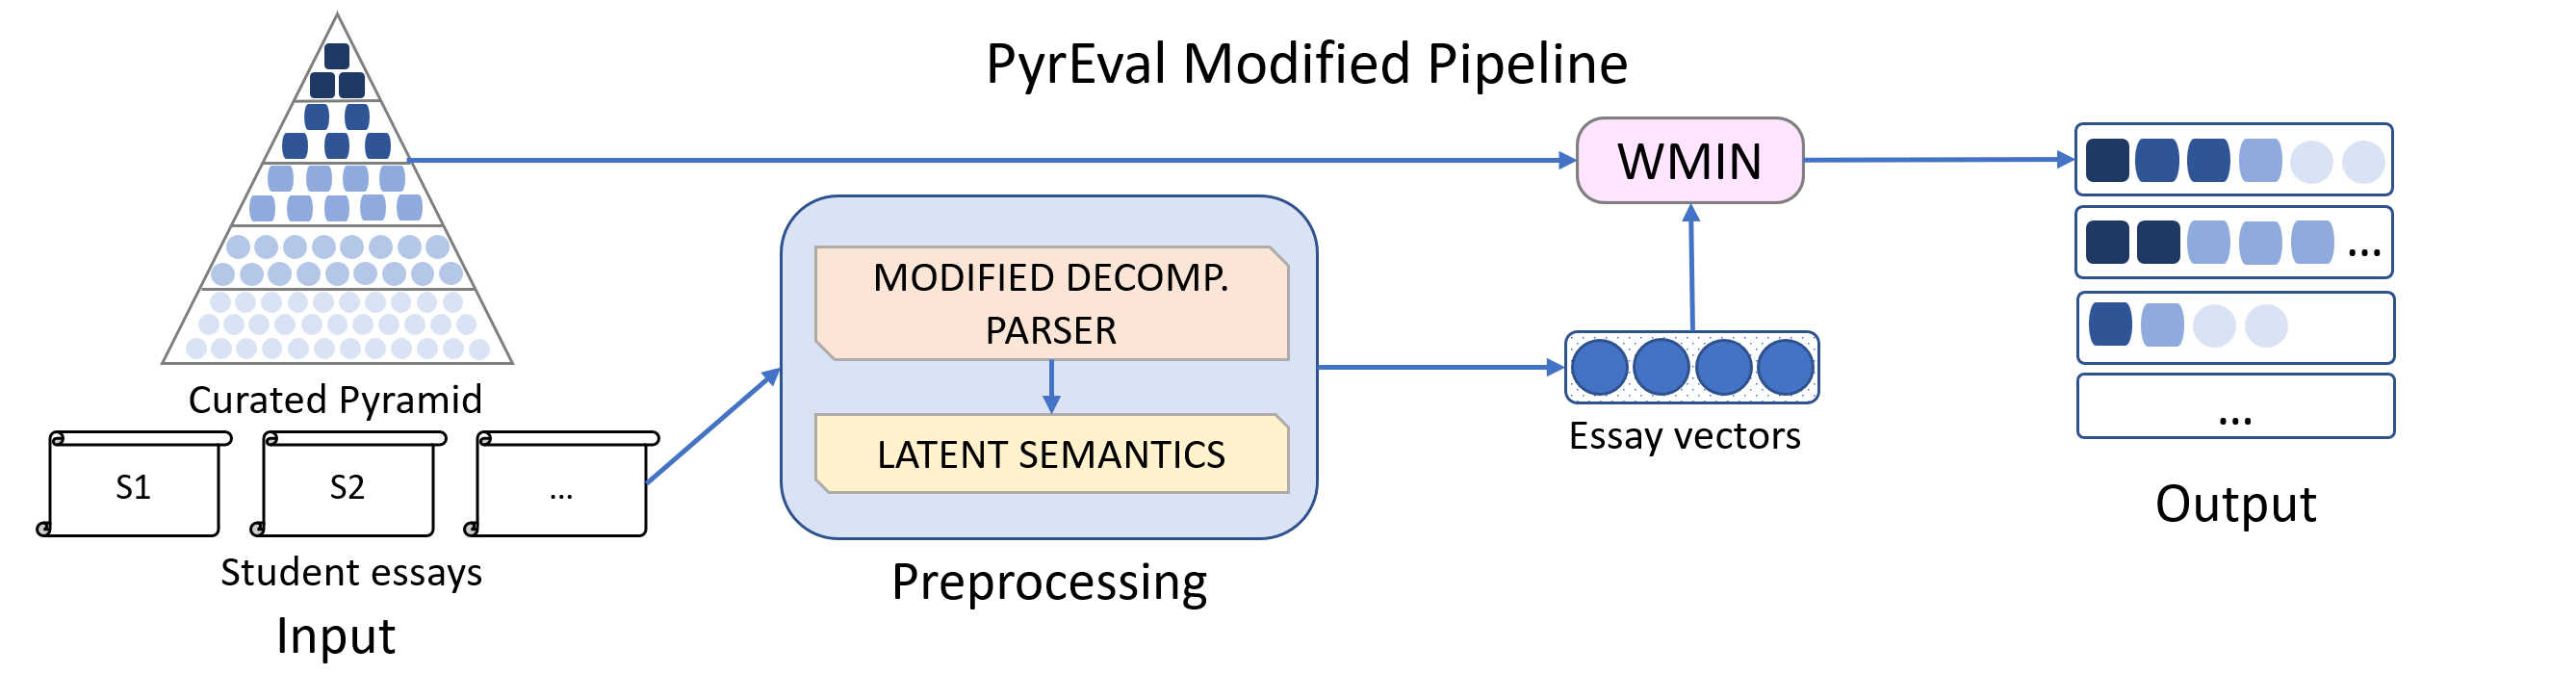 PyrEval Modified Pipeline
Curated Pyramid
S1
S2
...
Student essays
Input
MODIFIED DECOMP.
PARSER
LATENT SEMANTICS
Preprocessing
WMIN
Essay vectors
...
...
Output